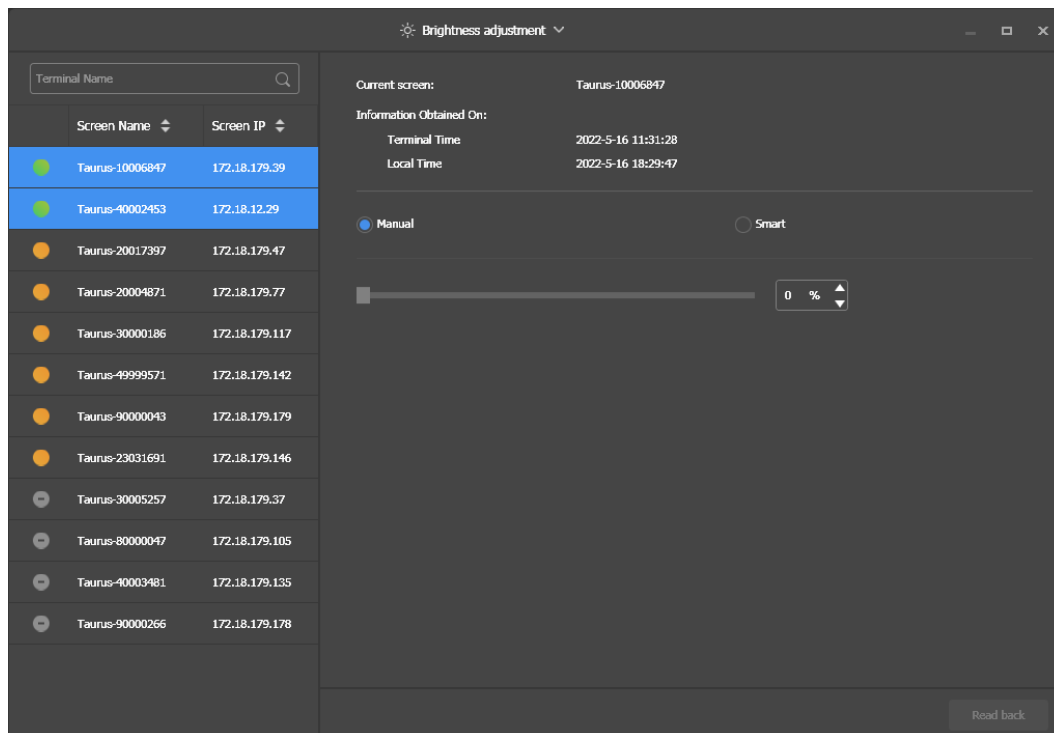 Brightness adjustment
Terminal Name
Screen Name Screen IP
Taurus-10006847 172.18.179.39
Taurus-40002453 172.18.12.29
Taurus-20017397 172.18.179.47
Taurus-20004871 172.18.179.77
Taurus-30000186 172.18.179.117
Taurus-49999571 172.18.179.142
Taurus-90000043 172.18.179.179
Taurus-23031691 172.18.179.146
Taurus-30005257 172.18.179.37
Taurus-80000047 172.18.179.105
Taurus-40003481 172.18.179.135
Taurus-90000266 172.18.179.178
Current screen: Taurus-10006847
Information Obtained On:
Terminal Time 2022-5-16 11:31:28
Local Time 2022-5-16 18:29:47
Manual Smart
0 %
Read back